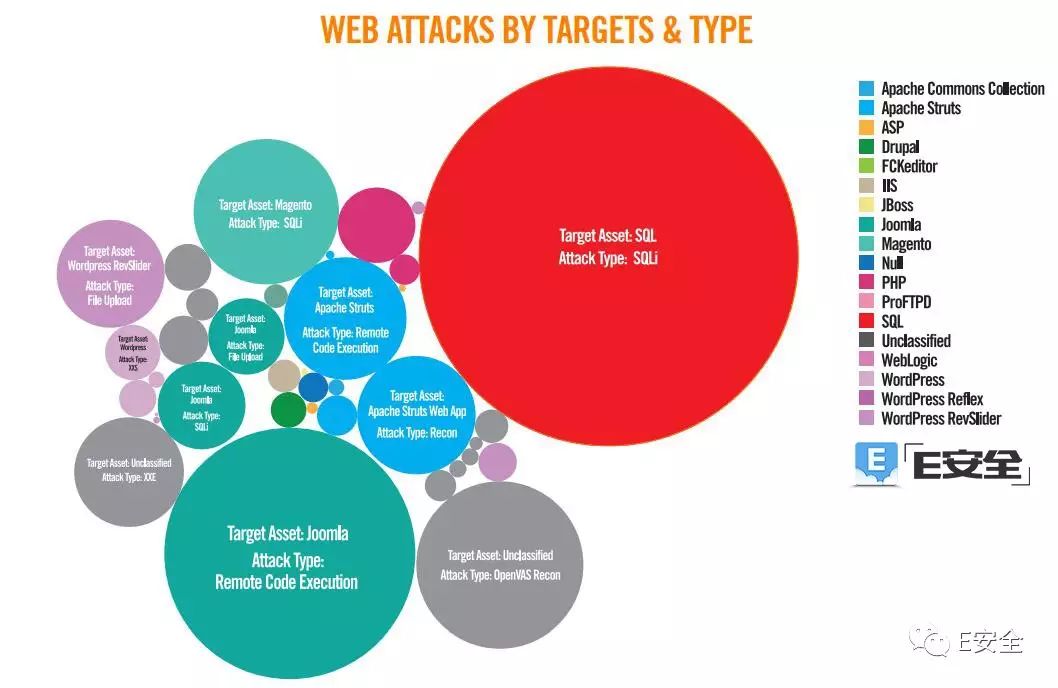 WEB ATTACKS BY TARGETS & TYPE
Target Asset: SQL
Attack Type: SQLi
Target Asset: Magento
Attack Type: SQLi
Target Asset:
Wordpress RevSlider
Attack Type:
File Upload
Target Asset:
Apache Struts
Attack Type: Remote
Code Execution
Target Asset:
Joomla
Attack Type:
File Upload
Target Asset:
Wordpress
Attack Type:
XXS
Target Asset:
Joomla
Attack Type:
SQLi
Target Asset:
Apache Struts Web App
Attack Type: Recon
Target Asset: Unclassified
Attack Type: XXE
Target Asset: Joomla
Attack Type:
Remote Code Execution
Target Asset: Unclassified
Attack Type: OpenVAS Recon
Apache Commons Collection
Apache Struts
ASP
Drupal
FCKeditor
IIS
JBoss
Joomla
Magento
Null
PHP
ProFTPD
SQL
Unclassified
WebLogic
WordPress
WordPress Reflex
WordPress RevSlider
E
E安全
E安全